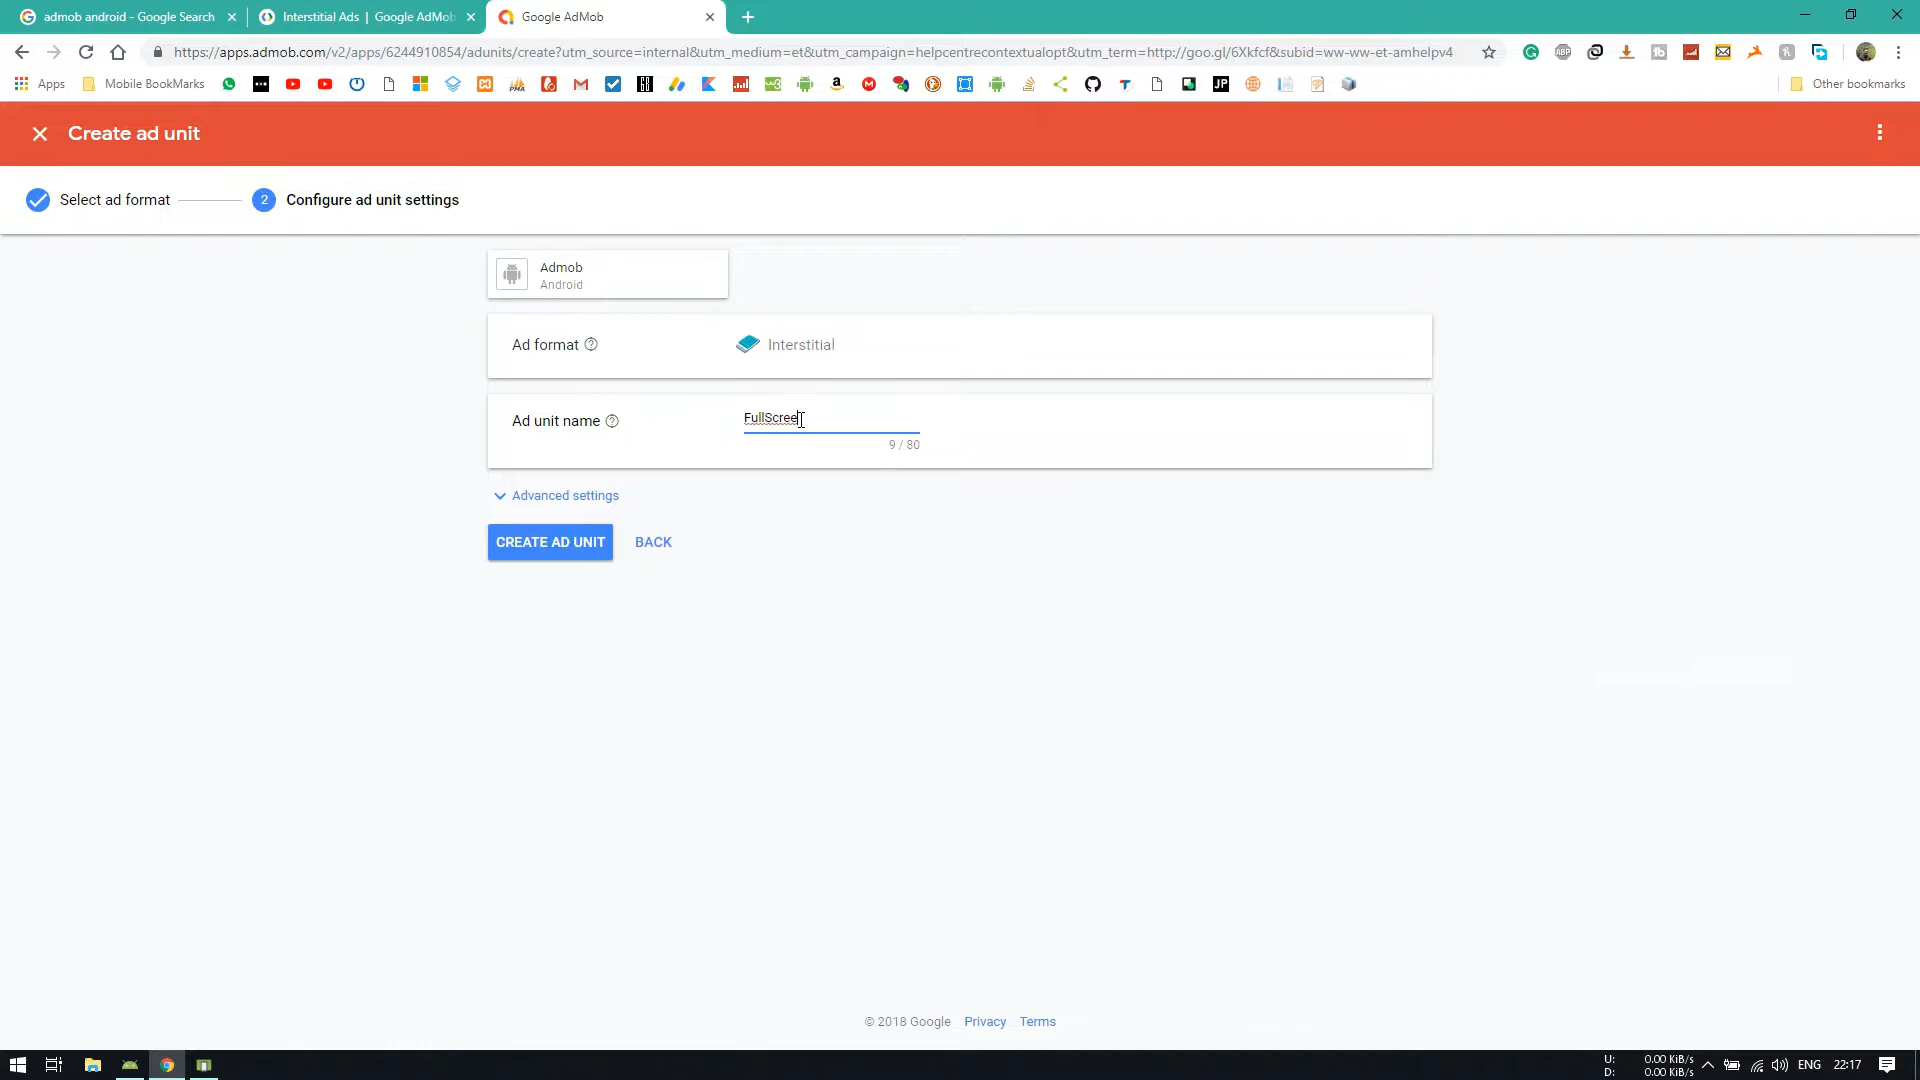 admob android - Google Search
Interstitial Ads | Google AdMob
Google AdMob
https://apps.admob.com/v2/apps/6244910854/adunits/create?utm_source=internal&utm_medium=et&utm_campaign=helpcentrecontextualopt&utm_term=http://goo.gl/6Xkfcf&subid=ww-ww-et-amhelpv4
Apps
Mobile BookMarks
Other bookmarks
Create ad unit
Select ad format
2
Configure ad unit settings
Admob
Android
Ad format
Interstitial
Ad unit name
FullScree
9 / 80
Advanced settings
CREATE AD UNIT
BACK
© 2018 Google
Privacy
Terms
U: 0.00 KiB/s
D: 0.00 KiB/s
ENG
22:17